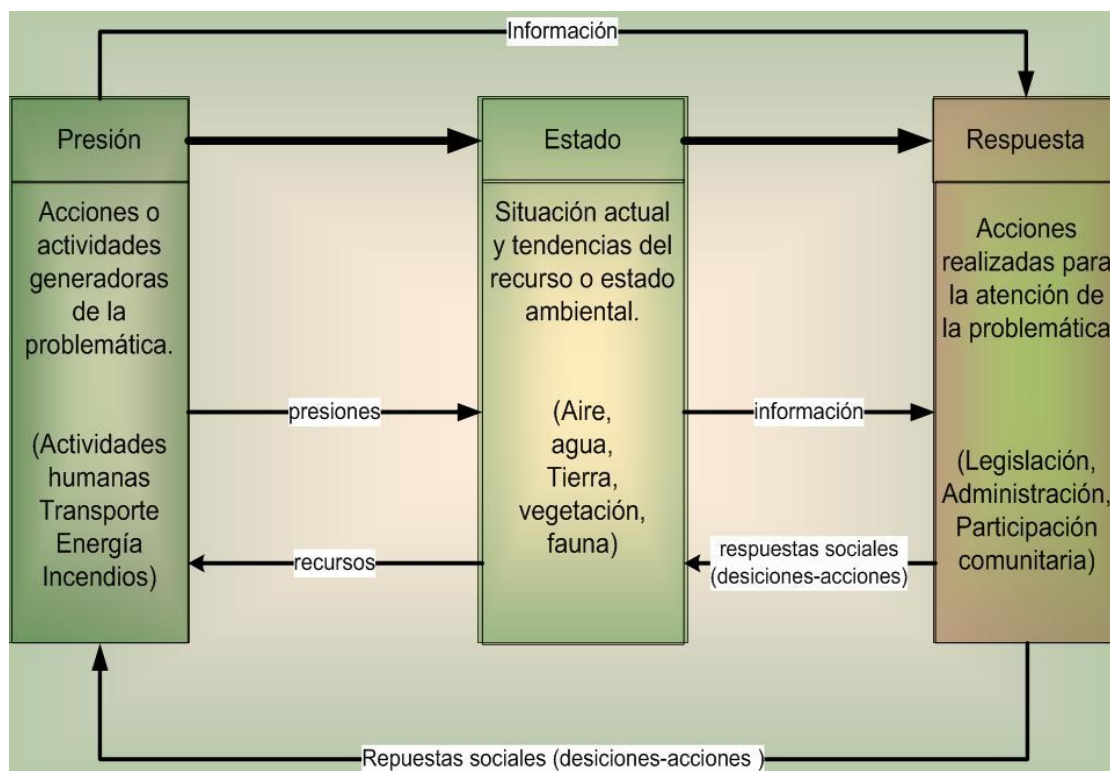 Información
Presión
Estado
Respuesta
Acciones o
actividades
generadoras
de la
problemática.
(Actividades
humanas
Transporte
Energía
Incendios)
presiones
recursos
Situación actual
y tendencias del
recurso o estado
ambiental.
(Aire,
agua,
Tierra,
vegetación,
fauna)
información
respuestas sociales
(desiciones-acciones)
Acciones
realizadas para
la atención de
la problemática
(Legislación,
Administración,
Participación
comunitaria)
Repuestas sociales (desiciones-acciones )